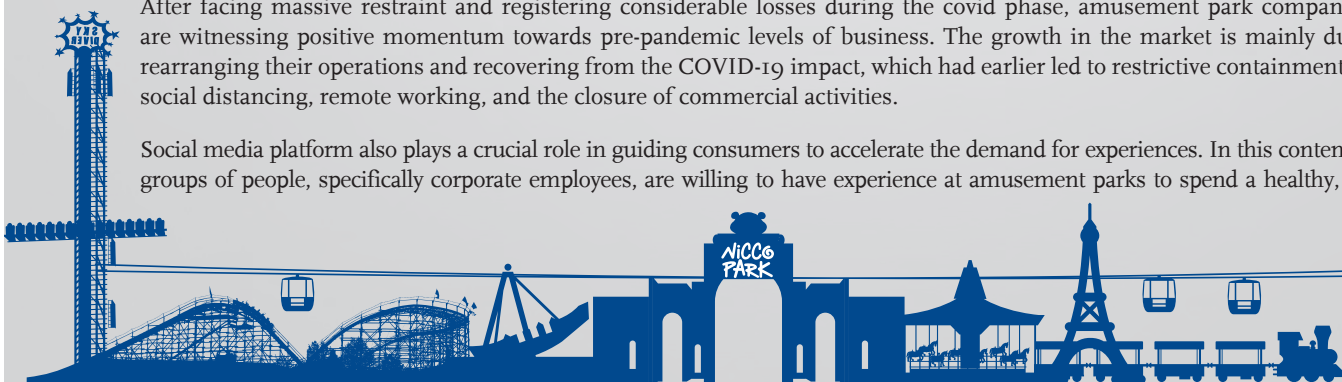 SKY
DIVER
After facing massive restraint and registering considerable losses during the covid phase, amusement park compan
are witnessing positive momentum towards pre-pandemic levels of business. The growth in the market is mainly du
rearranging their operations and recovering from the COVID-19 impact, which had earlier led to restrictive containment
social distancing, remote working, and the closure of commercial activities.
Social media platform also plays a crucial role in guiding consumers to accelerate the demand for experiences. In this conten
groups of people, specifically corporate employees, are willing to have experience at amusement parks to spend a healthy,
NICCO
PARK